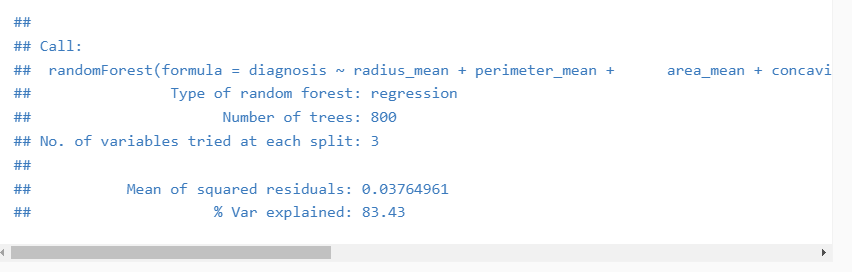 ##
## Call:
## randomForest(formula = diagnosis ~ radius_mean + perimeter_mean + area_mean + concavi
## Type of random forest: regression
## Number of trees: 800
## No. of variables tried at each split: 3
##
## Mean of squared residuals: 0.03764961
## % Var explained: 83.43